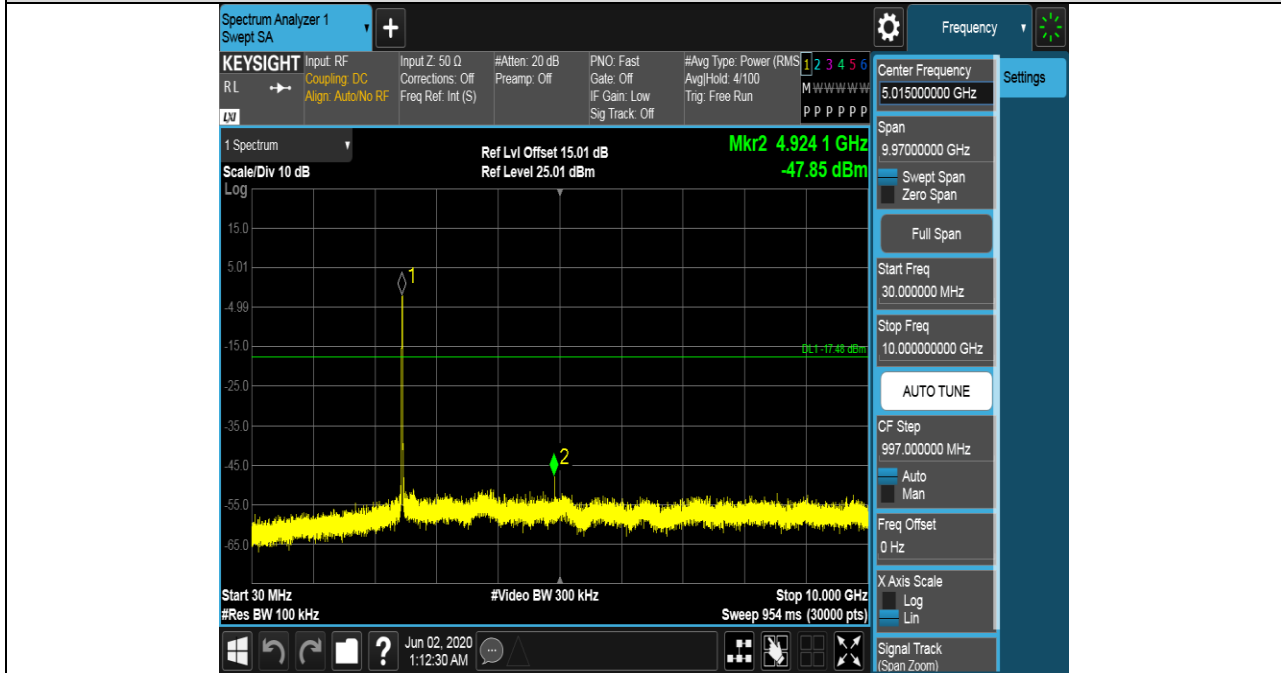 Spectrum Analyzer 1
Swept SA
+
Frequency
KEYSIGHT
RL
LXI
Input: RF
Coupling: DC
Align: Auto/No RF
Input Z: 50 Ω
Corrections: Off
Freq Ref: Int (S)
#Atten: 20 dB
Preamp: Off
PNO: Fast
Gate: Off
IF Gain: Low
Sig Track: Off
#Avg Type: Power (RMS
Avg|Hold: 4/100
Trig: Free Run
1 2 3 4 5 6
M W W W W W
P P P P P P
Center Frequency
5.015000000 GHz
Settings
Span
9.97000000 GHz
Swept Span
Zero Span
Full Span
Start Freq
30.000000 MHz
Stop Freq
10.000000000 GHz
AUTO TUNE
CF Step
997.000000 MHz
Auto
Man
Freq Offset
0 Hz
X Axis Scale
Log
Lin
Signal Track
(Span Zoom)
1 Spectrum
Scale/Div 10 dB
Log
Ref Lvl Offset 15.01 dB
Ref Level 25.01 dBm
Mkr2 4.924 1 GHz
-47.85 dBm
15.0
5.01
-4.99
-15.0
-25.0
-35.0
-45.0
-55.0
-65.0
1
2
DL1 -17.48 dBm
Start 30 MHz
#Res BW 100 kHz
#Video BW 300 kHz
Stop 10.000 GHz
Sweep 954 ms (30000 pts)
?
Jun 02, 2020
1:12:30 AM